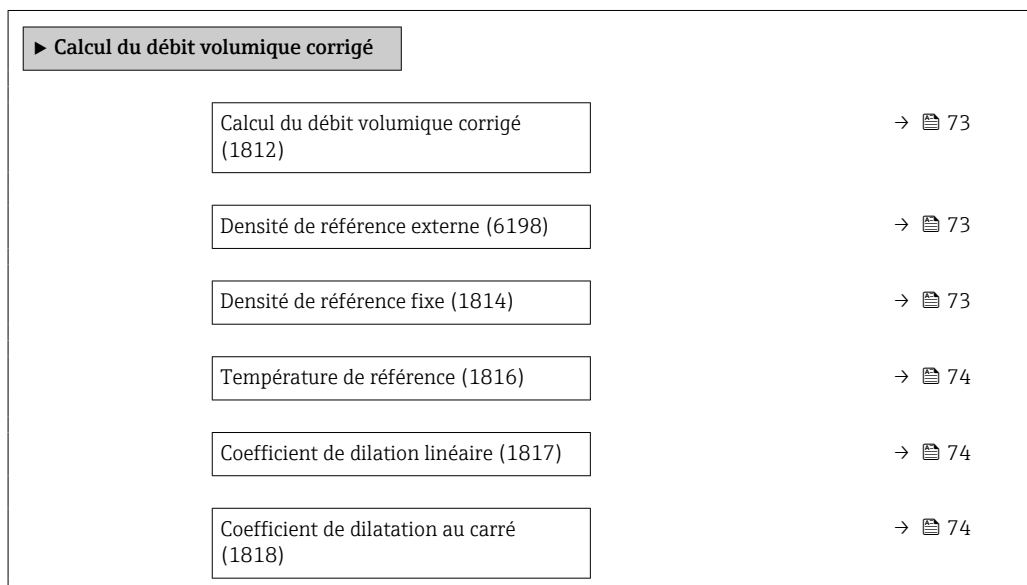 ▶ Calcul du débit volumique corrigé
Calcul du débit volumique corrigé
(1812)
→ 73
Densité de référence externe (6198)
→ 73
Densité de référence fixe (1814)
→ 73
Température de référence (1816)
→ 74
Coefficient de dilation linéaire (1817)
→ 74
Coefficient de dilatation au carré
(1818)
→ 74